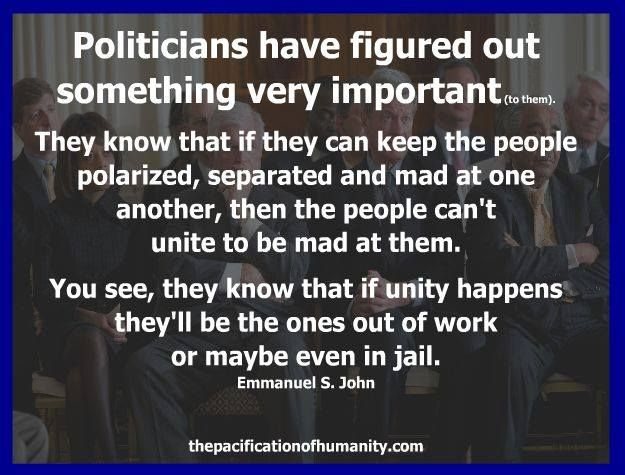 Politicians have figured out
something very important (to them).
They know that if they can keep the people
polarized, separated and mad at one
another, then the people can't
unite to be mad at them.
You see, they know that if unity happens
they'll be the ones out of work
or maybe even in jail.
Emmanuel S. John
thepacificationofhumanity.com